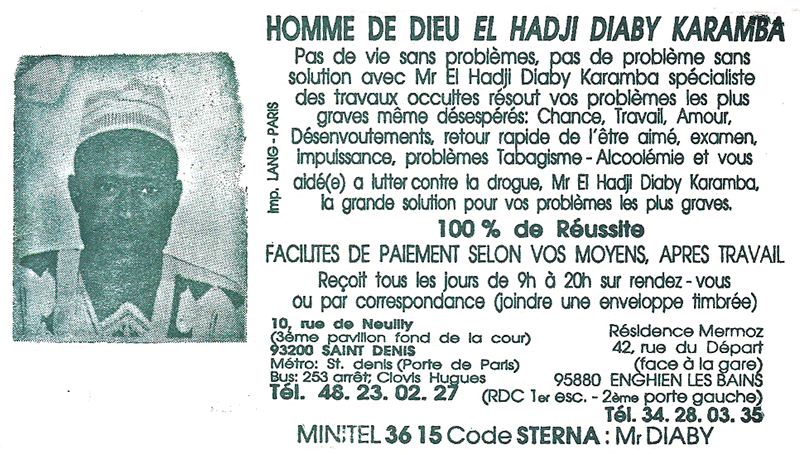 HOMME DE DIEU EL HADJI DIABY KARAMBA
Pas de vie sans problèmes, pas de problème sans
solution avec Mr El Hadji Diaby Karamba spécialiste
des travaux occultes résout vos problèmes les plus
graves même désespérés: Chance, Travail, Amour,
Désenvoutements, retour rapide de l'être aimé, examen,
impuissance, problèmes Tabagisme - Alcoolémie et vous
aidé(e) a lutter contre la drogue, Mr El Hadji Diaby Karamba,
la grande solution pour vos problèmes les plus graves.
100 % de Réussite
FACILITES DE PAIEMENT SELON VOS MOYENS, APRES TRAVAIL
Reçoit tous les jours de 9h à 20h sur rendez-vous
ou par correspondance (joindre une enveloppe timbrée)
10, rue de Neuilly
(3ème pavillon fond de la cour)
93200 SAINT DENIS
Métro: St. denis (Porte de Paris)
Bus: 253 arrêt; Clovis Hugues
Tél. 48. 23. 02. 27
Résidence Mermoz
42, rue du Départ
(face à la gare)
95880 ENGHIEN LES BAINS
(RDC 1er esc. - 2ème porte gauche)
Tél. 34. 28. 03. 35
MINITEL 36 15 Code STERNA : Mr DIABY
Imp. LANG - PARIS